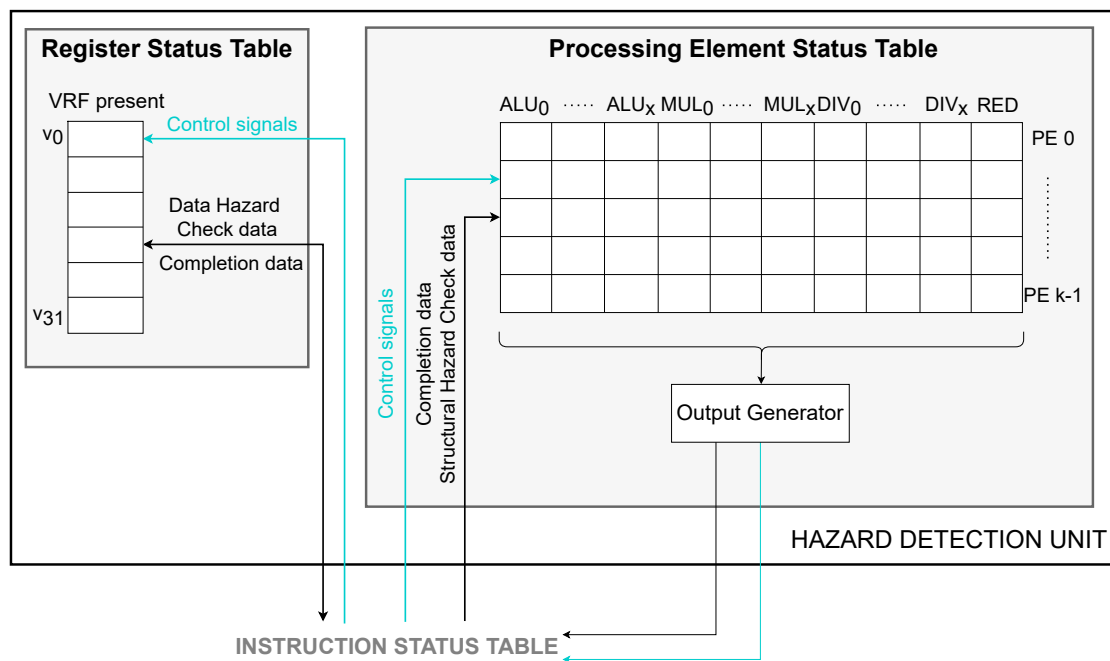 Register Status Table
VRF present
v0
v31
Control signals
Data Hazard
Check data
Completion data
Processing Element Status Table
ALU0 ..... ALUx MUL0 ..... MULx DIV0 ..... DIVx RED
PE 0
PE k-1
Control signals
Completion data
Structural Hazard Check data
Output Generator
HAZARD DETECTION UNIT
INSTRUCTION STATUS TABLE